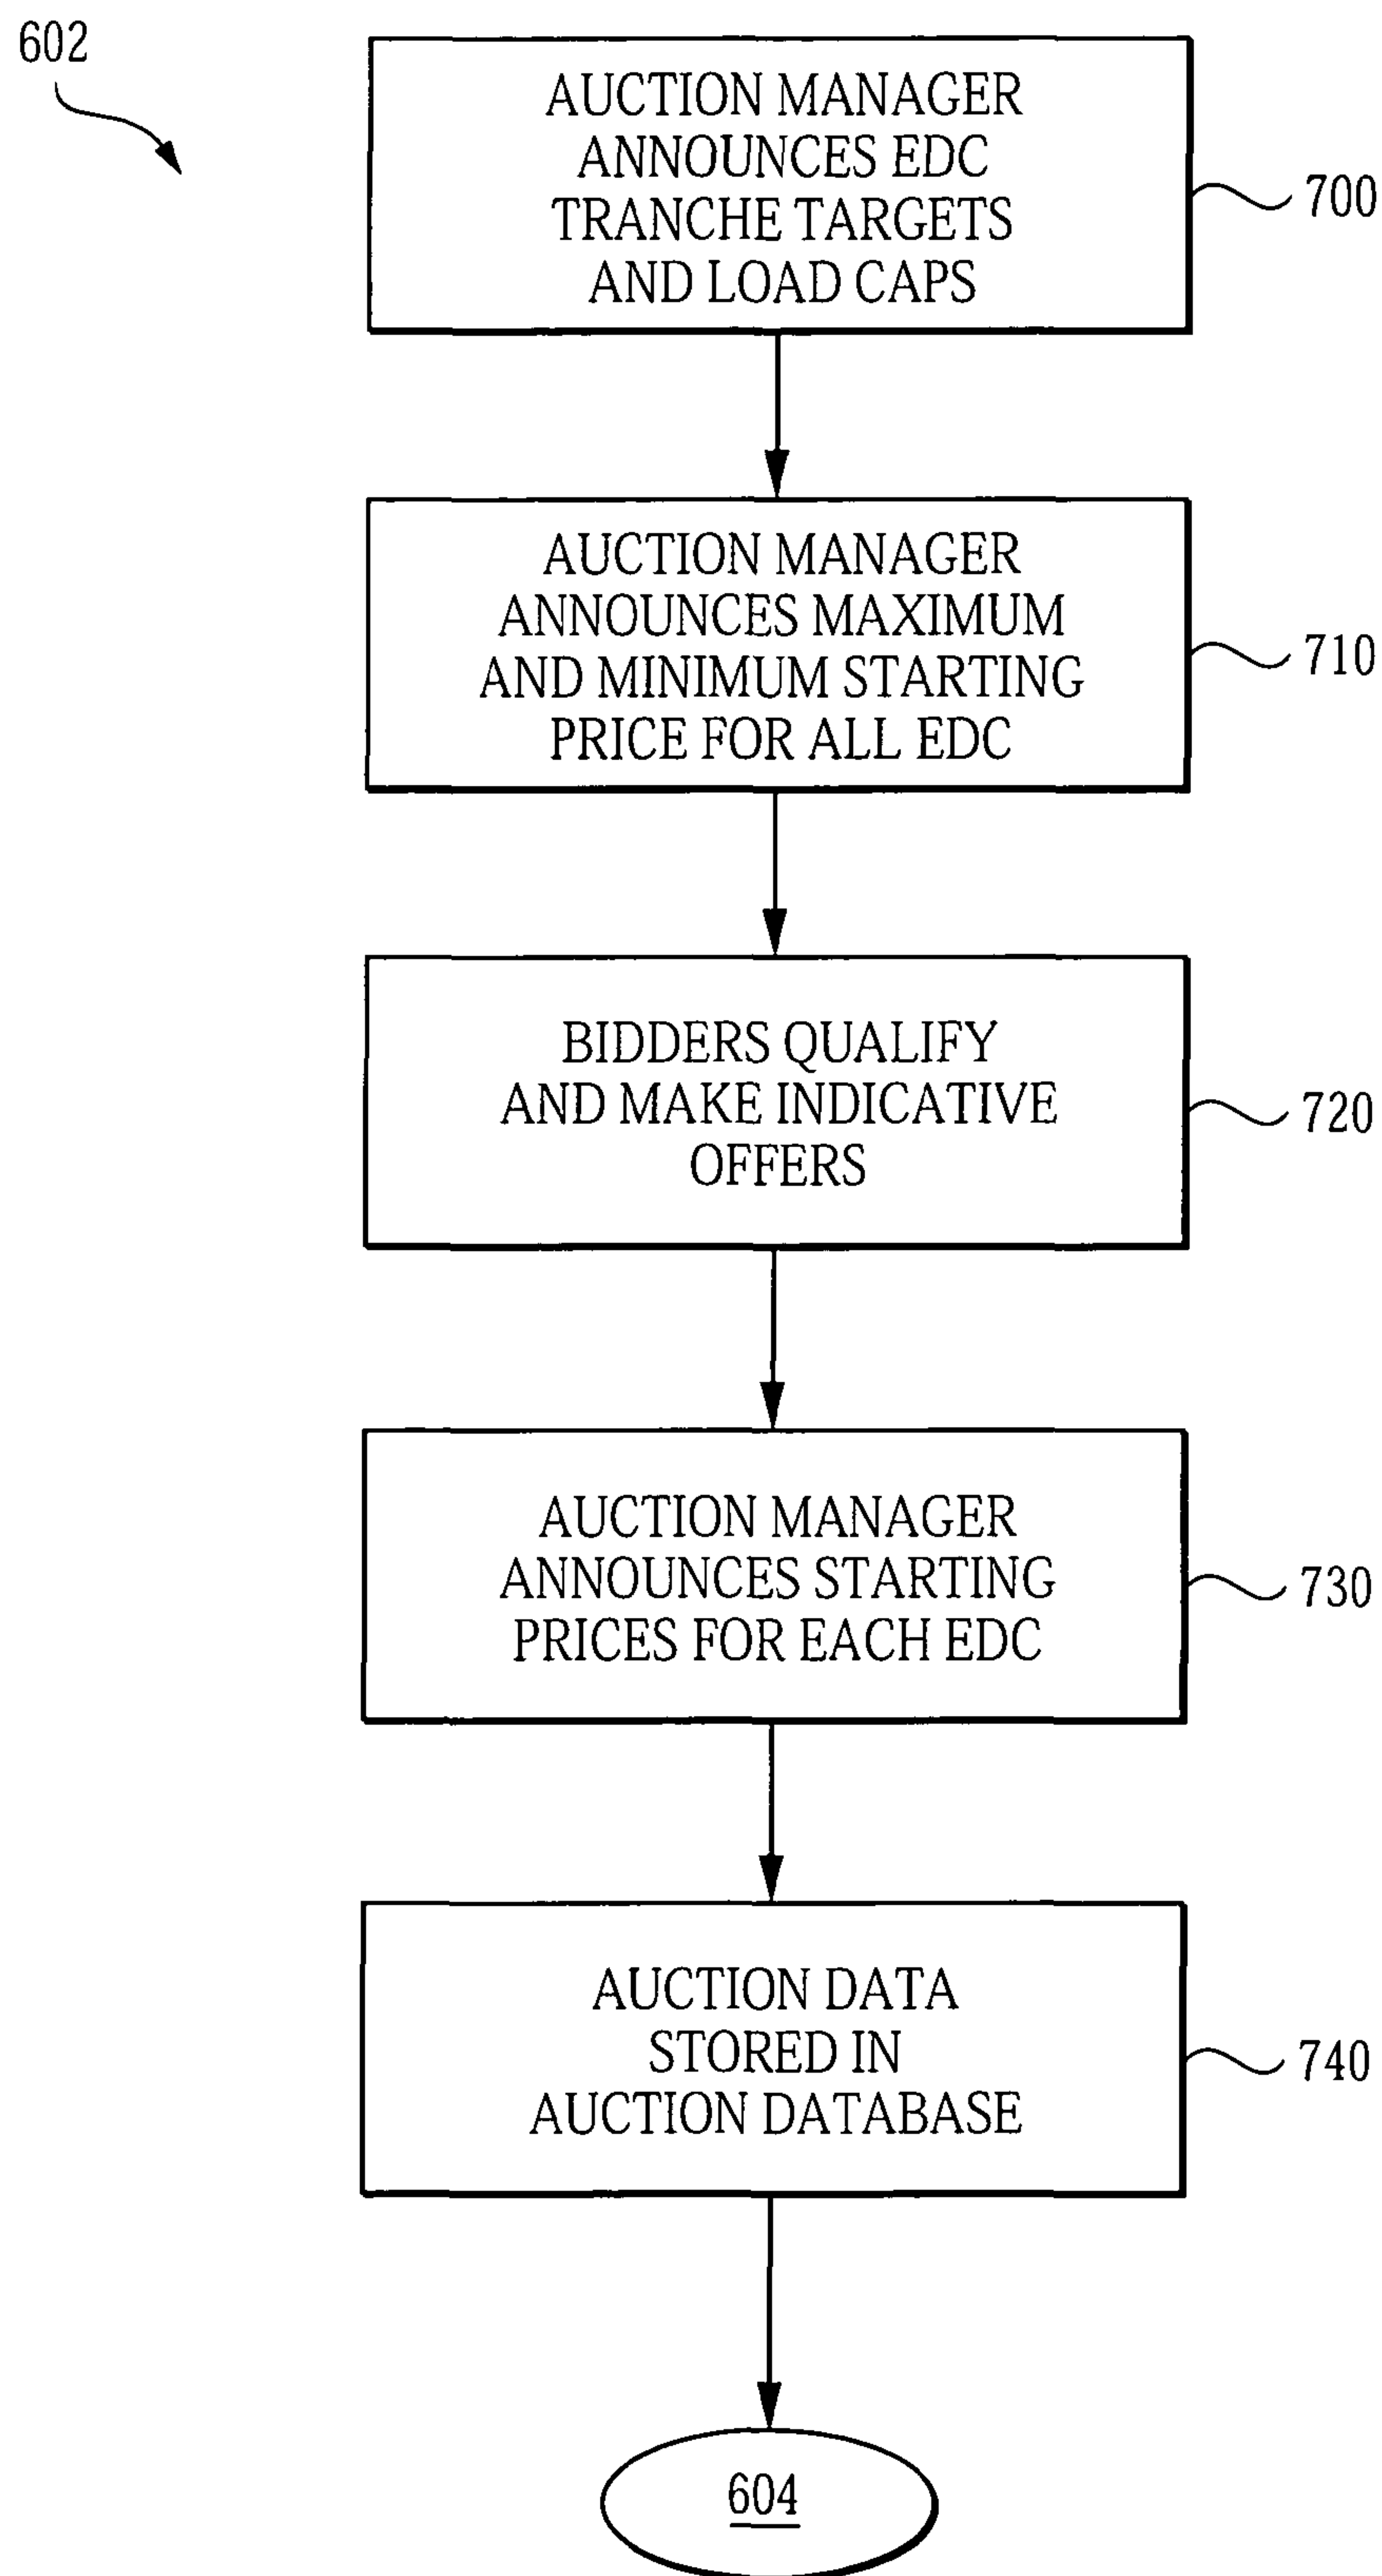 602
AUCTION MANAGER
ANNOUNCES EDC
TRANCHE TARGETS
AND LOAD CAPS
700
AUCTION MANAGER
ANNOUNCES MAXIMUM
AND MINIMUM STARTING
PRICE FOR ALL EDC
710
BIDDERS QUALIFY
AND MAKE INDICATIVE
OFFERS
720
AUCTION MANAGER
ANNOUNCES STARTING
PRICES FOR EACH EDC
730
AUCTION DATA
STORED IN
AUCTION DATABASE
740
604